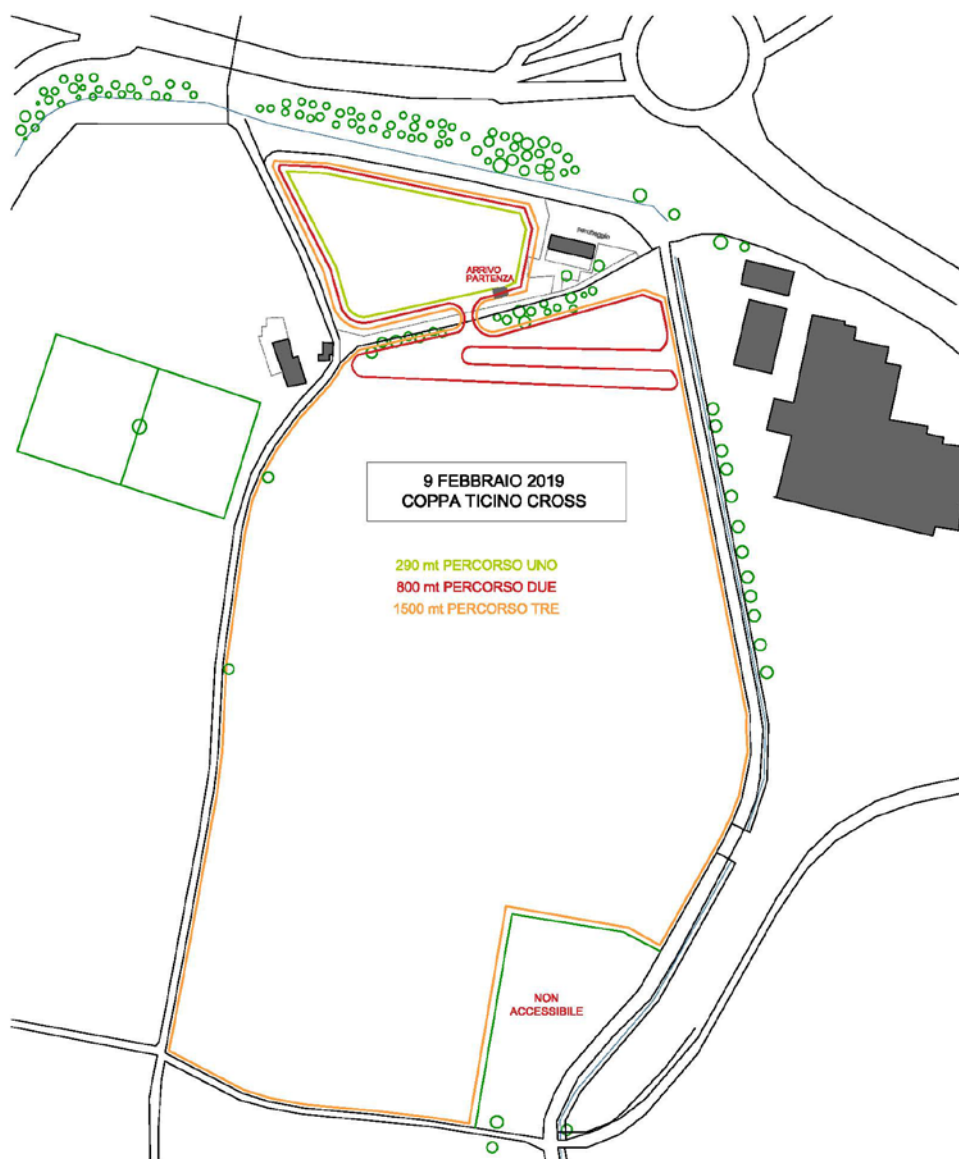 parcheggio
ARRIVO
PARTENZA
9 FEBBRAIO 2019
COPPA TICINO CROSS
290 mt PERCORSO UNO
800 mt PERCORSO DUE
1500 mt PERCORSO TRE
NON
ACCESSIBILE